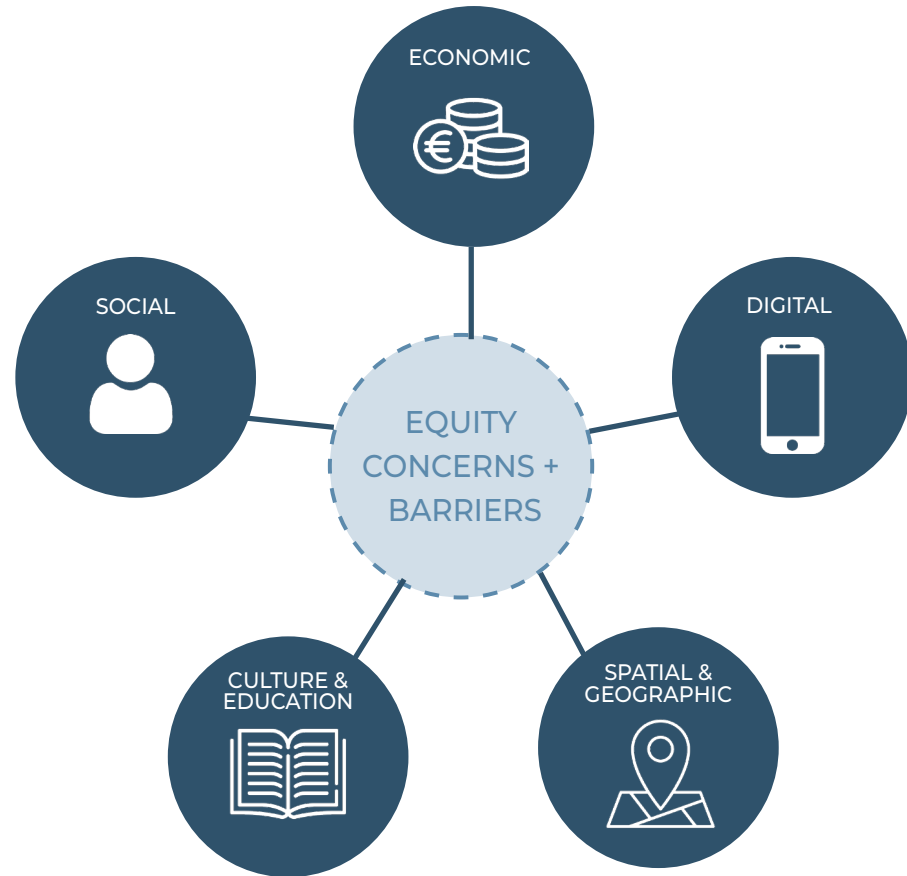 ECONOMIC
SOCIAL
DIGITAL
EQUITY
CONCERNS +
BARRIERS
CULTURE &
EDUCATION
SPATIAL &
GEOGRAPHIC